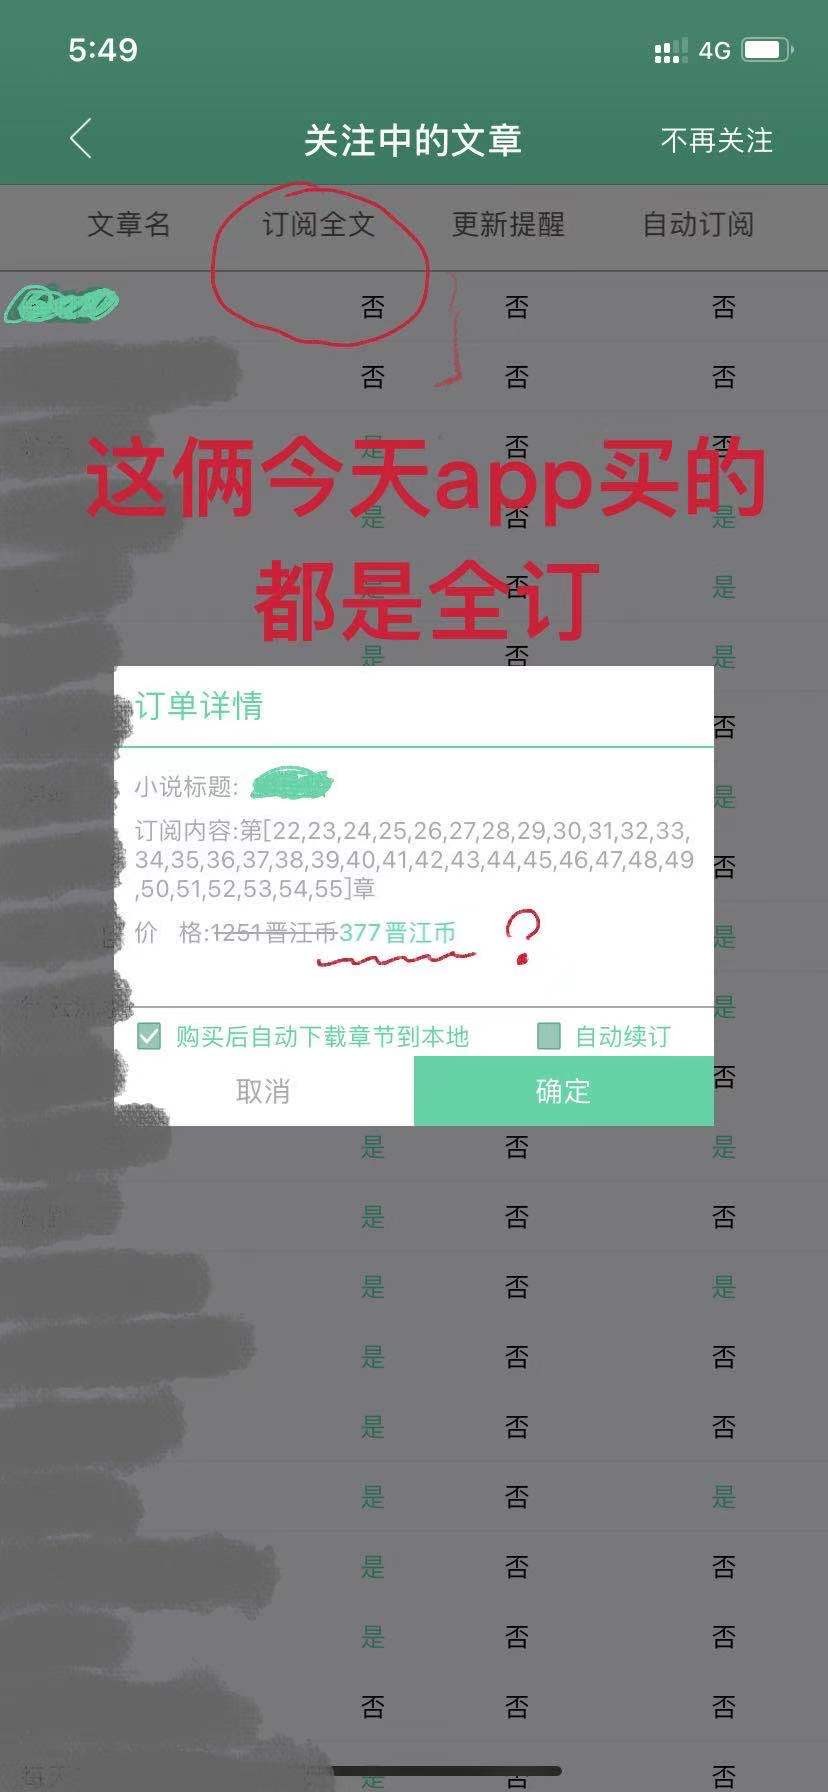 5:49
4G
关注中的文章
不再关注
文章名 订阅全文 更新提醒 自动订阅
否 否 否
否 否 否
是 否 否
这俩今天app买的
是 否 是
都是全订
是 否 是
是 否 是
订单详情
否
小说标题:
是
订阅内容:第[22,23,24,25,26,27,28,29,30,31,32,33,
34,35,36,37,38,39,40,41,42,43,44,45,46,47,48,49
,50,51,52,53,54,55]章
否
价 格:1251晋江币377晋江币 ?
是
是
购买后自动下载章节到本地 自动续订
取消 确定
否
是 否 是
是 否 否
是 否 是
是 否 否
是 否 否
是 否 是
是 否 否
是 否 否
否 否 否
是 否 否